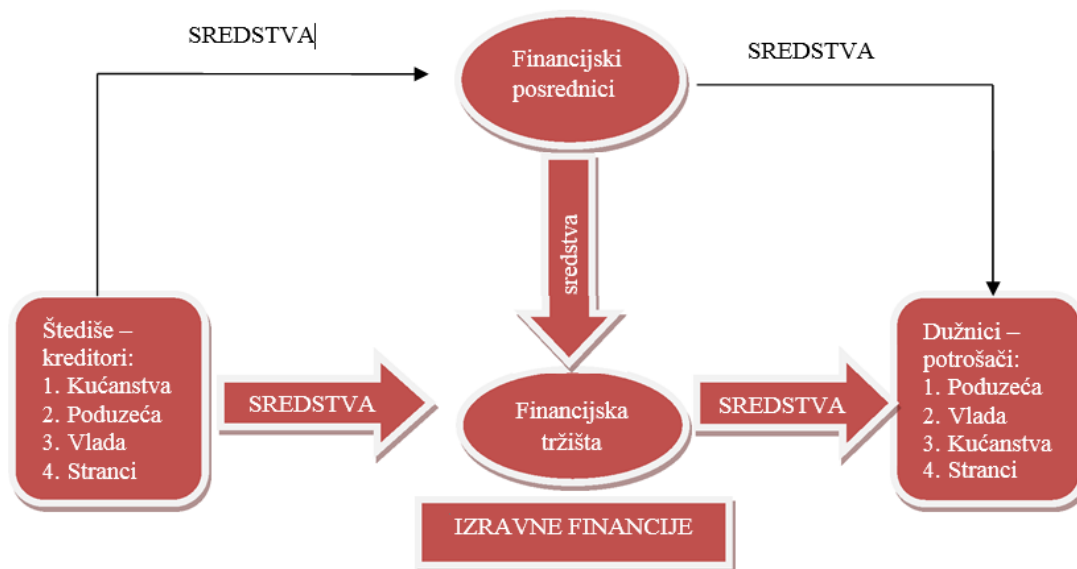 SREDSTVA
Financijski
posrednici
SREDSTVA
sredstva
Štediše –
kreditori:
1. Kućanstva
2. Poduzeća
3. Vlada
4. Stranci
SREDSTVA
Financijska
tržišta
SREDSTVA
Dužnici –
potrošači:
1. Poduzeća
2. Vlada
3. Kućanstva
4. Stranci
IZRAVNE FINANCIJE